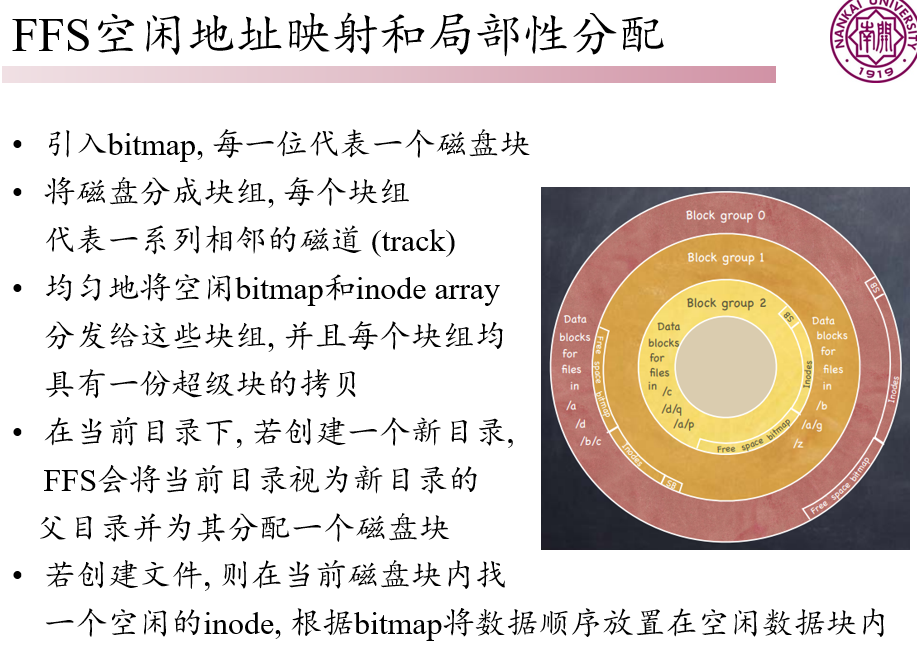 FFS空闲地址映射和局部性分配
NANKAI UNIVERSITY
南開
1919
• 引入bitmap, 每一位代表一个磁盘块
• 将磁盘分成块组, 每个块组
代表一系列相邻的磁道 (track)
• 均匀地将空闲bitmap和inode array
分发给这些块组, 并且每个块组均
具有一份超级块的拷贝
• 在当前目录下, 若创建一个新目录,
FFS会将当前目录视为新目录的
父目录并为其分配一个磁盘块
• 若创建文件, 则在当前磁盘块内找
一个空闲的inode, 根据bitmap将数据顺序放置在空闲数据块内
Block group 0
Block group 1
Block group 2
SB
Inodes
Free space bitmap
Data
blocks
for
files
in
/a
/d
/b/c
Free space bitmap
Inodes
SB
Data
blocks
for
files
in
/b
/a/g
/z
SB
Inodes
Free space bitmap
Data
blocks
for
files
in
/c
/d/q
/a/p